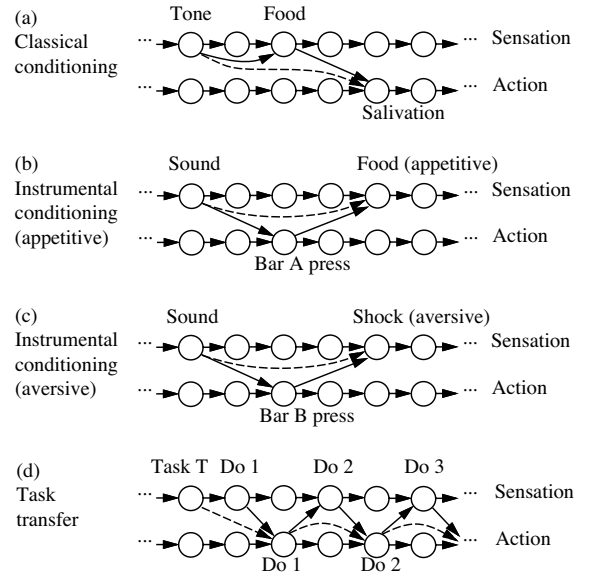 (a)
Classical
conditioning
Tone Food
... ... Sensation
... ... Action
Salivation
(b)
Instrumental
conditioning
(appetitive)
Sound Food (appetitive)
... ... Sensation
... ... Action
Bar A press
(c)
Instrumental
conditioning
(aversive)
Sound Shock (aversive)
... ... Sensation
... ... Action
Bar B press
(d)
Task
transfer
Task T Do 1 Do 2 Do 3
... ... Sensation
... ... Action
Do 1 Do 2